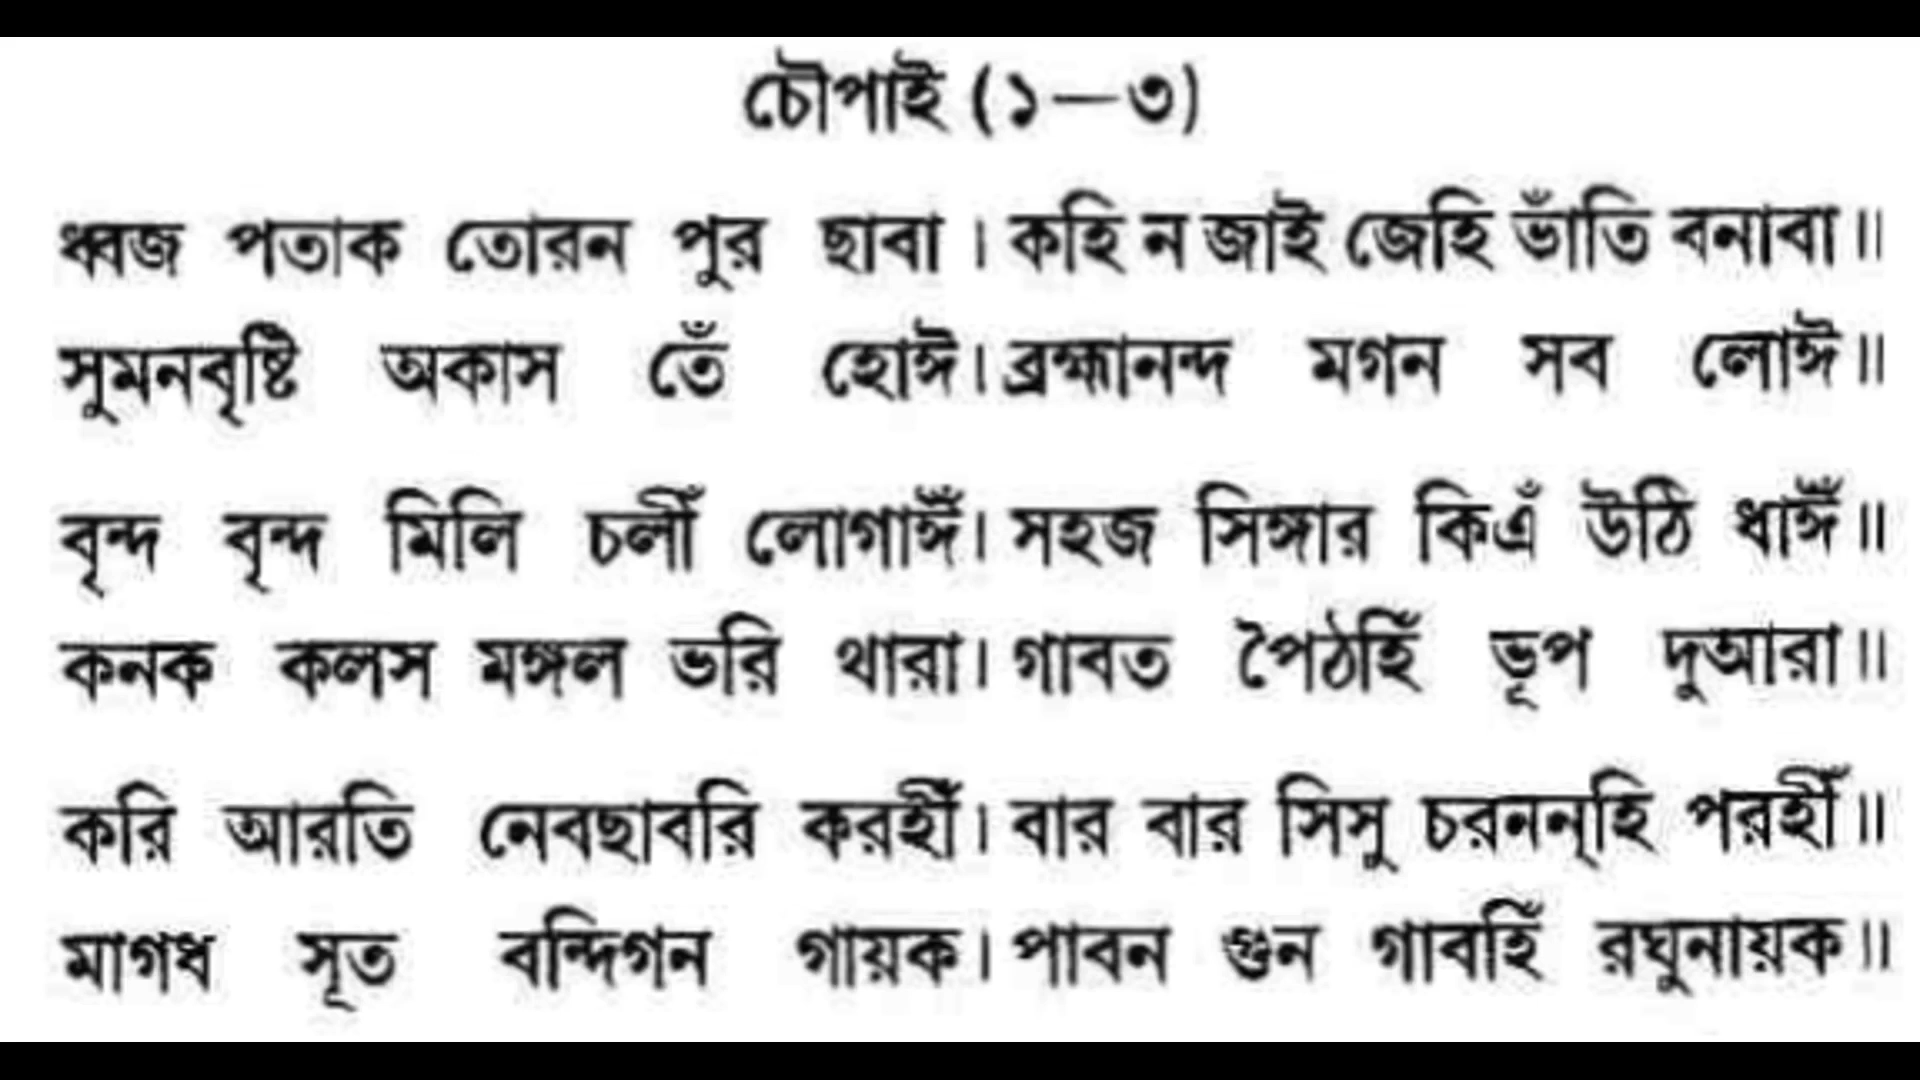 চৌপাই (১—৩)
ধ্বজ পতাক তোরন পুর ছাবা। কহি ন জাই জেহি ভাঁতি বনাবা॥
সুমনবৃষ্টি অকাস তেঁ হোঈ। ব্রহ্মানন্দ মগন সব লোঈ॥
বৃন্দ বৃন্দ মিলি চলীঁ লোগাঈঁ। সহজ সিঙ্গার কিএঁ উঠি ধাঈঁ॥
কনক কলস মঙ্গল ভরি থারা। গাবত পৈঠহিঁ ভূপ দুআরা॥
করি আরতি নেবছাবরি করহীঁ। বার বার সিসু চরনন্‌হি পরহীঁ॥
মাগধ সূত বন্দিগন গায়ক। পাবন গুন গাবহিঁ রঘুনায়ক॥